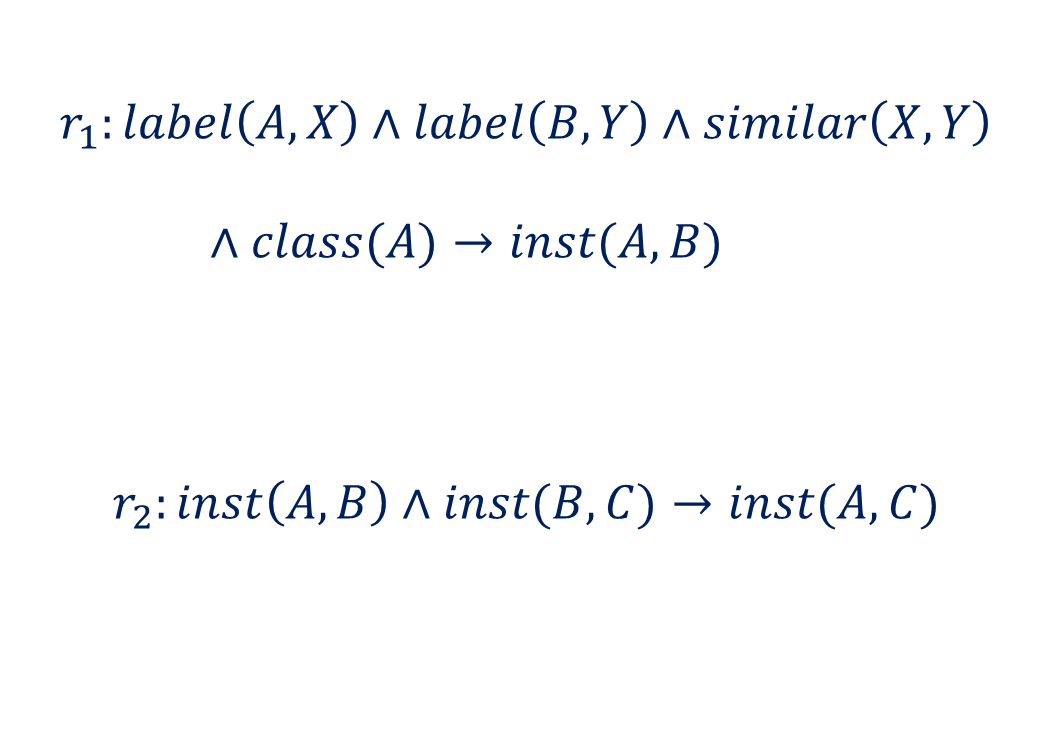 r₁: label(A, X) ∧ label(B, Y) ∧ similar(X, Y)
∧ class(A) → inst(A, B)
r₂: inst(A, B) ∧ inst(B, C) → inst(A, C)